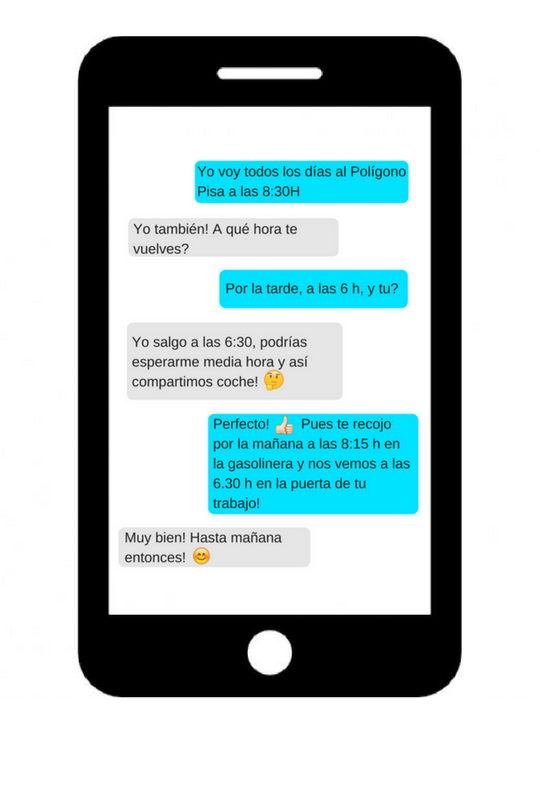 Yo voy todos los días al Polígono
Pisa a las 8:30H
Yo también! A qué hora te
vuelves?
Por la tarde, a las 6 h, y tu?
Yo salgo a las 6:30, podrías
esperarme media hora y así
compartimos coche! 🤔
Perfecto! 👍🏻 Pues te recojo
por la mañana a las 8:15 h en
la gasolinera y nos vemos a las
6.30 h en la puerta de tu
trabajo!
Muy bien! Hasta mañana
entonces! 😊